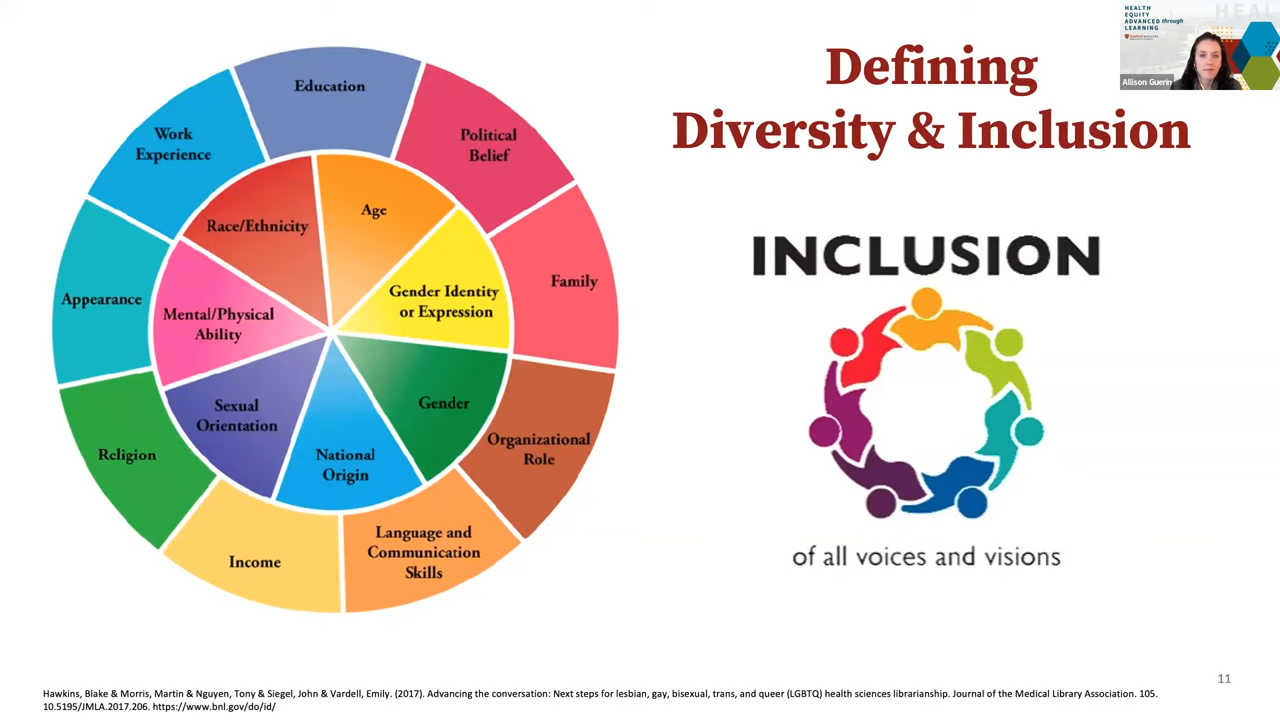 Defining
Diversity & Inclusion
HEALTH
EQUITY
ADVANCED through
LEARNING
HEAL
Allison Guerin
Education
Political
Belief
Family
Organizational
Role
Language and
Communication
Skills
Income
Religion
Appearance
Work
Experience
Race/Ethnicity
Age
Gender Identity
or Expression
Gender
National
Origin
Sexual
Orientation
Mental/Physical
Ability
INCLUSION
of all voices and visions
11
Hawkins, Blake & Morris, Martin & Nguyen, Tony & Siegel, John & Vardell, Emily. (2017). Advancing the conversation: Next steps for lesbian, gay, bisexual, trans, and queer (LGBTQ) health sciences librarianship. Journal of the Medical Library Association. 105.
10.5195/JMLA.2017.206. https://www.bnl.gov/do/id/